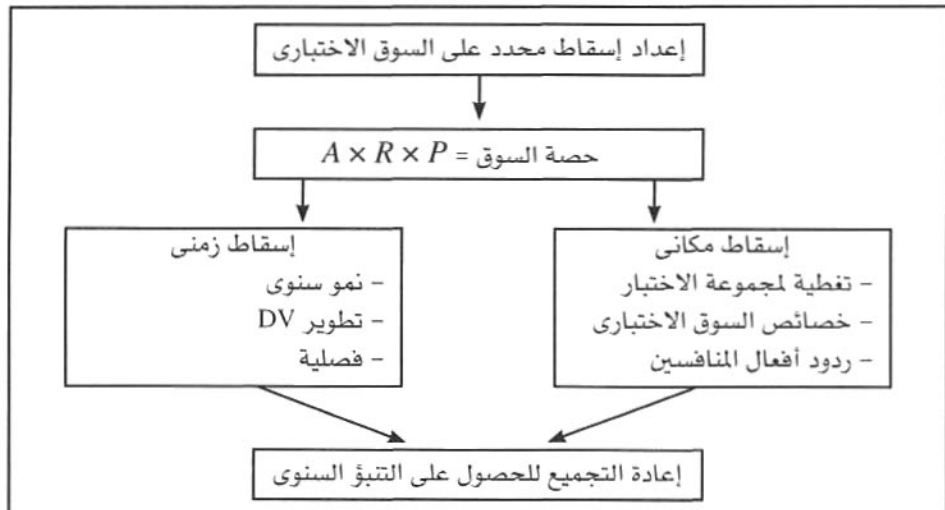 إعداد إسقاط محدد على السوق الاختبارى
حصة السوق = A × R × P
إسقاط مكانى
– تغطية لمجموعة الاختبار
– خصائص السوق الاختبارى
– ردود أفعال المنافسين
إسقاط زمنى
– نمو سنوى
– تطوير DV
– فصلية
إعادة التجميع للحصول على التنبؤ السنوى